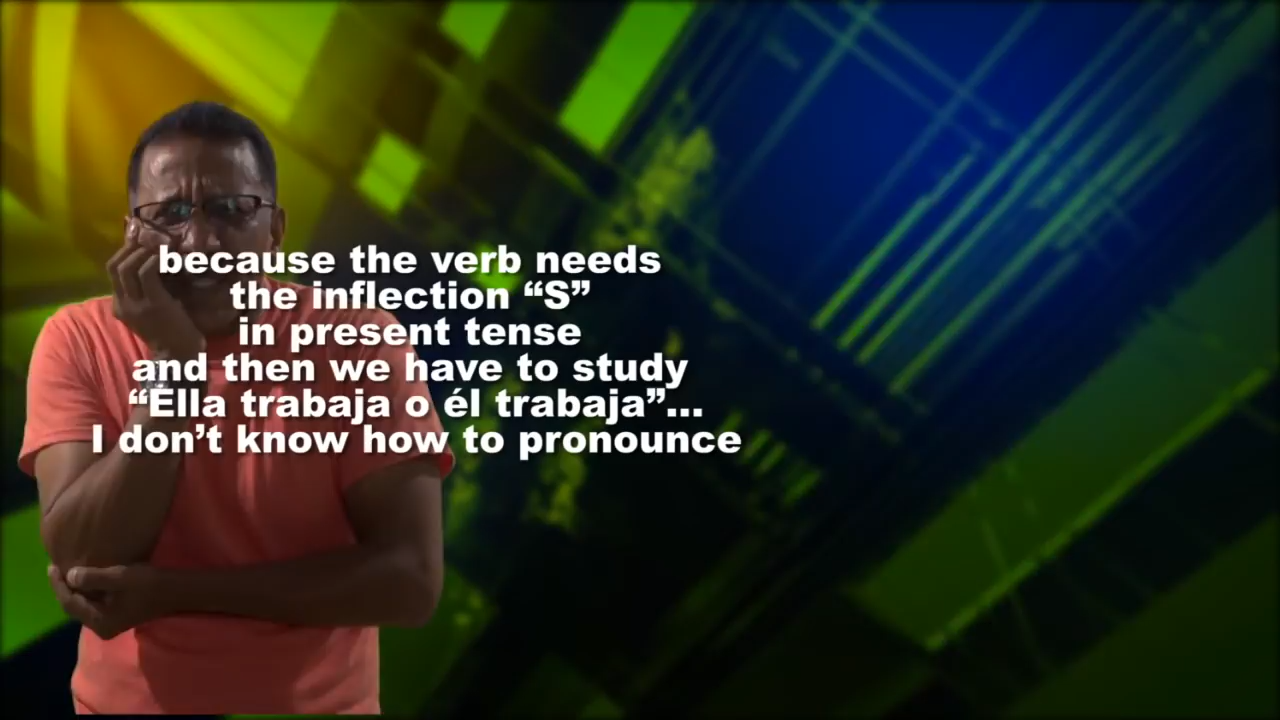 because the verb needs
the inflection “S”
in present tense
and then we have to study
“Élla trabaja o él trabaja”...
I don’t know how to pronounce